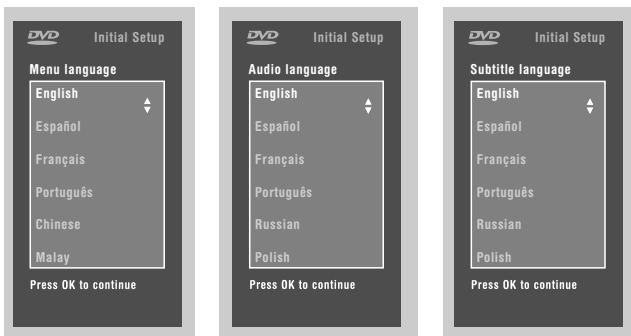 DVD Initial Setup
Menu language
English
Español
Français
Português
Chinese
Malay
Press OK to continue
DVD Initial Setup
Audio language
English
Español
Français
Português
Russian
Polish
Press OK to continue
DVD Initial Setup
Subtitle language
English
Español
Français
Português
Russian
Polish
Press OK to continue